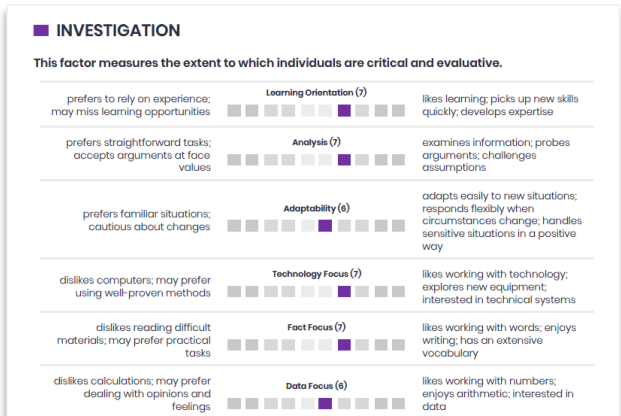 INVESTIGATION
This factor measures the extent to which individuals are critical and evaluative.
Learning Orientation (7)
prefers to rely on experience;
may miss learning opportunities
likes learning; picks up new skills
quickly; develops expertise
Analysis (7)
prefers straightforward tasks;
accepts arguments at face
values
examines information; probes
arguments; challenges
assumptions
Adaptability (6)
prefers familiar situations;
cautious about changes
adapts easily to new situations;
responds flexibly when
circumstances change; handles
sensitive situations in a positive
way
Technology Focus (7)
dislikes computers; may prefer
using well-proven methods
likes working with technology;
explores new equipment;
interested in technical systems
Fact Focus (7)
dislikes reading difficult
materials; may prefer practical
tasks
likes working with words; enjoys
writing; has an extensive
vocabulary
Data Focus (6)
dislikes calculations; may prefer
dealing with opinions and
feelings
likes working with numbers;
enjoys arithmetic; interested in
data